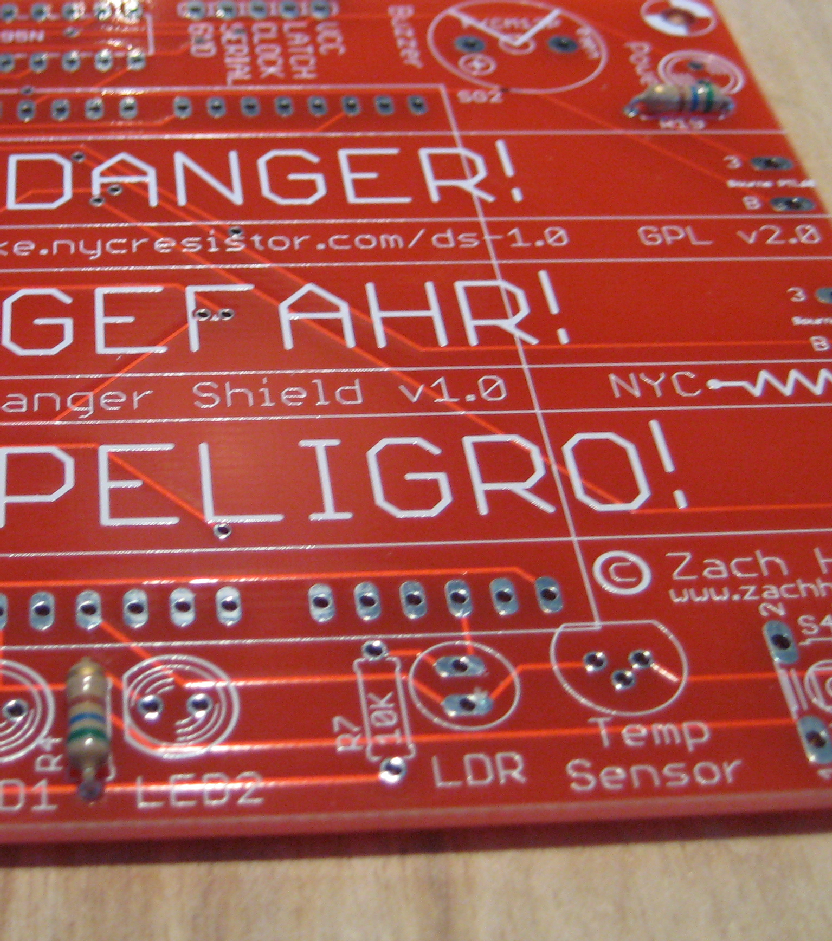 GND
SERIAL
CLOCK
LATCH
VCC
Buzzer
SG2
R19
DANGER!
3
B
ke.nycresistor.com/ds-1.0 GPL v2.0
GEFAHR!
3
B
anger Shield v1.0 NYC
PELIGRO!
© Zach H
www.zachh
2
S4
R7
10K
R4
D1
LED2
LDR
Temp
Sensor